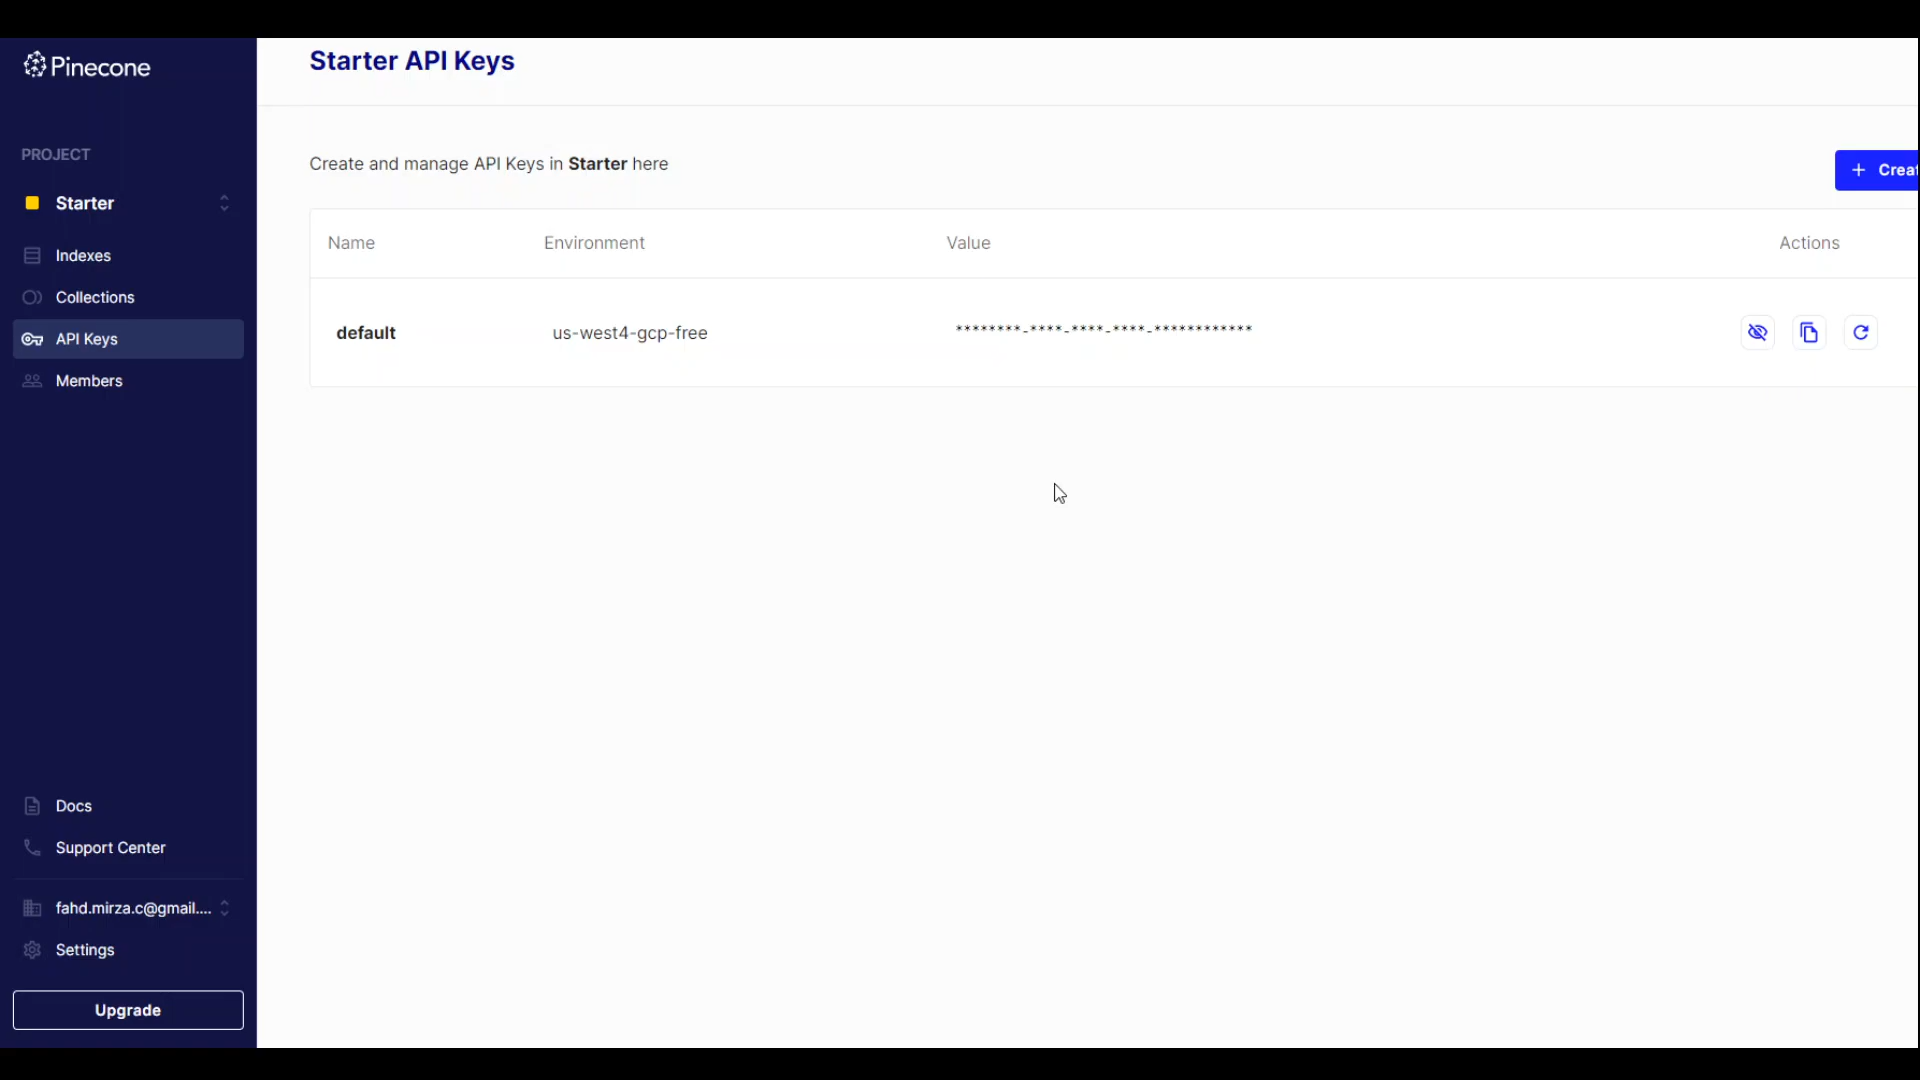 Pinecone
PROJECT
Starter
Indexes
Collections
API Keys
Members
Docs
Support Center
fahd.mirza.c@gmail....
Settings
Upgrade
Starter API Keys
Create and manage API Keys in Starter here
+ Creat
Name Environment Value Actions
default us-west4-gcp-free ********-****-****-****-************